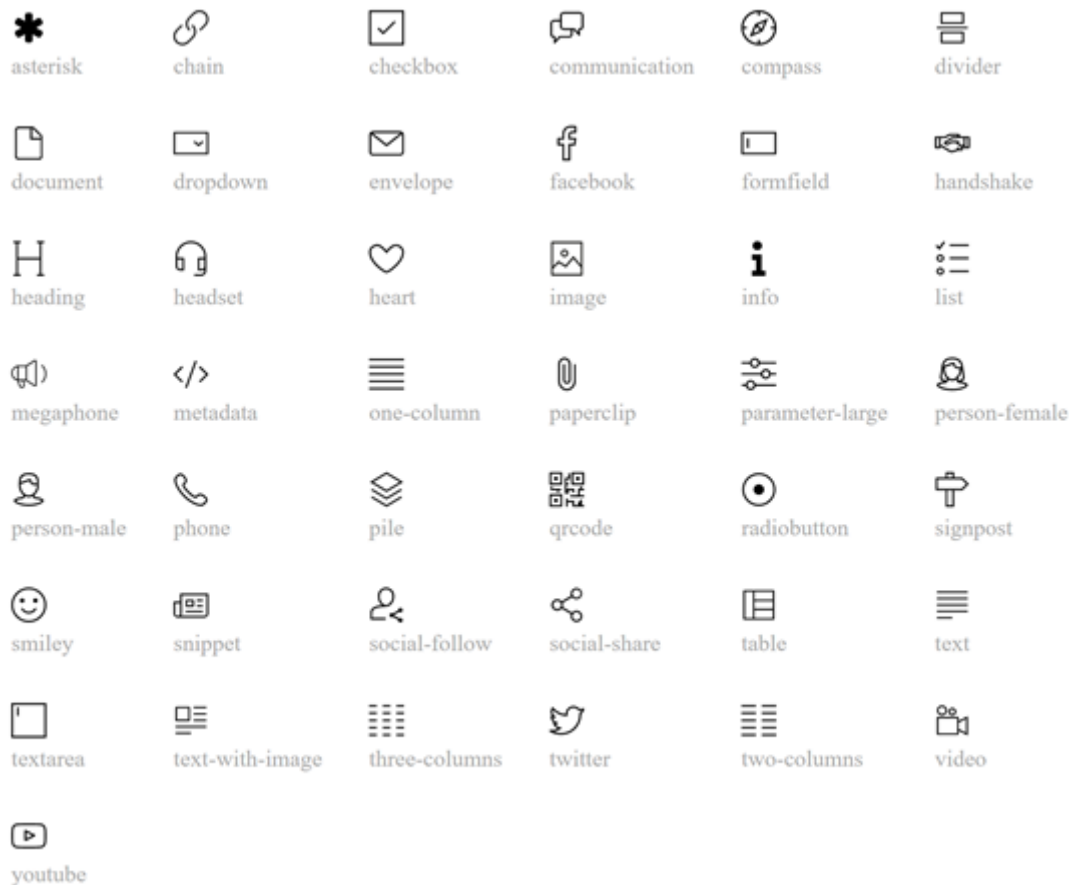 asterisk chain checkbox communication compass divider
document dropdown envelope facebook formfield handshake
heading headset heart image info list
megaphone metadata one-column paperclip parameter-large person-female
person-male phone pile qrcode radiobutton signpost
smiley snippet social-follow social-share table text
textarea text-with-image three-columns twitter two-columns video
youtube